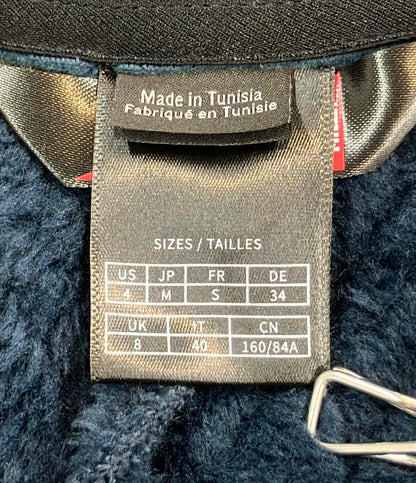 Made in Tunisia
Fabriqué en Tunisie
SIZES / TAILLES
US JP FR DE
4 M S 34
UK IT CN
8 40 160/84A